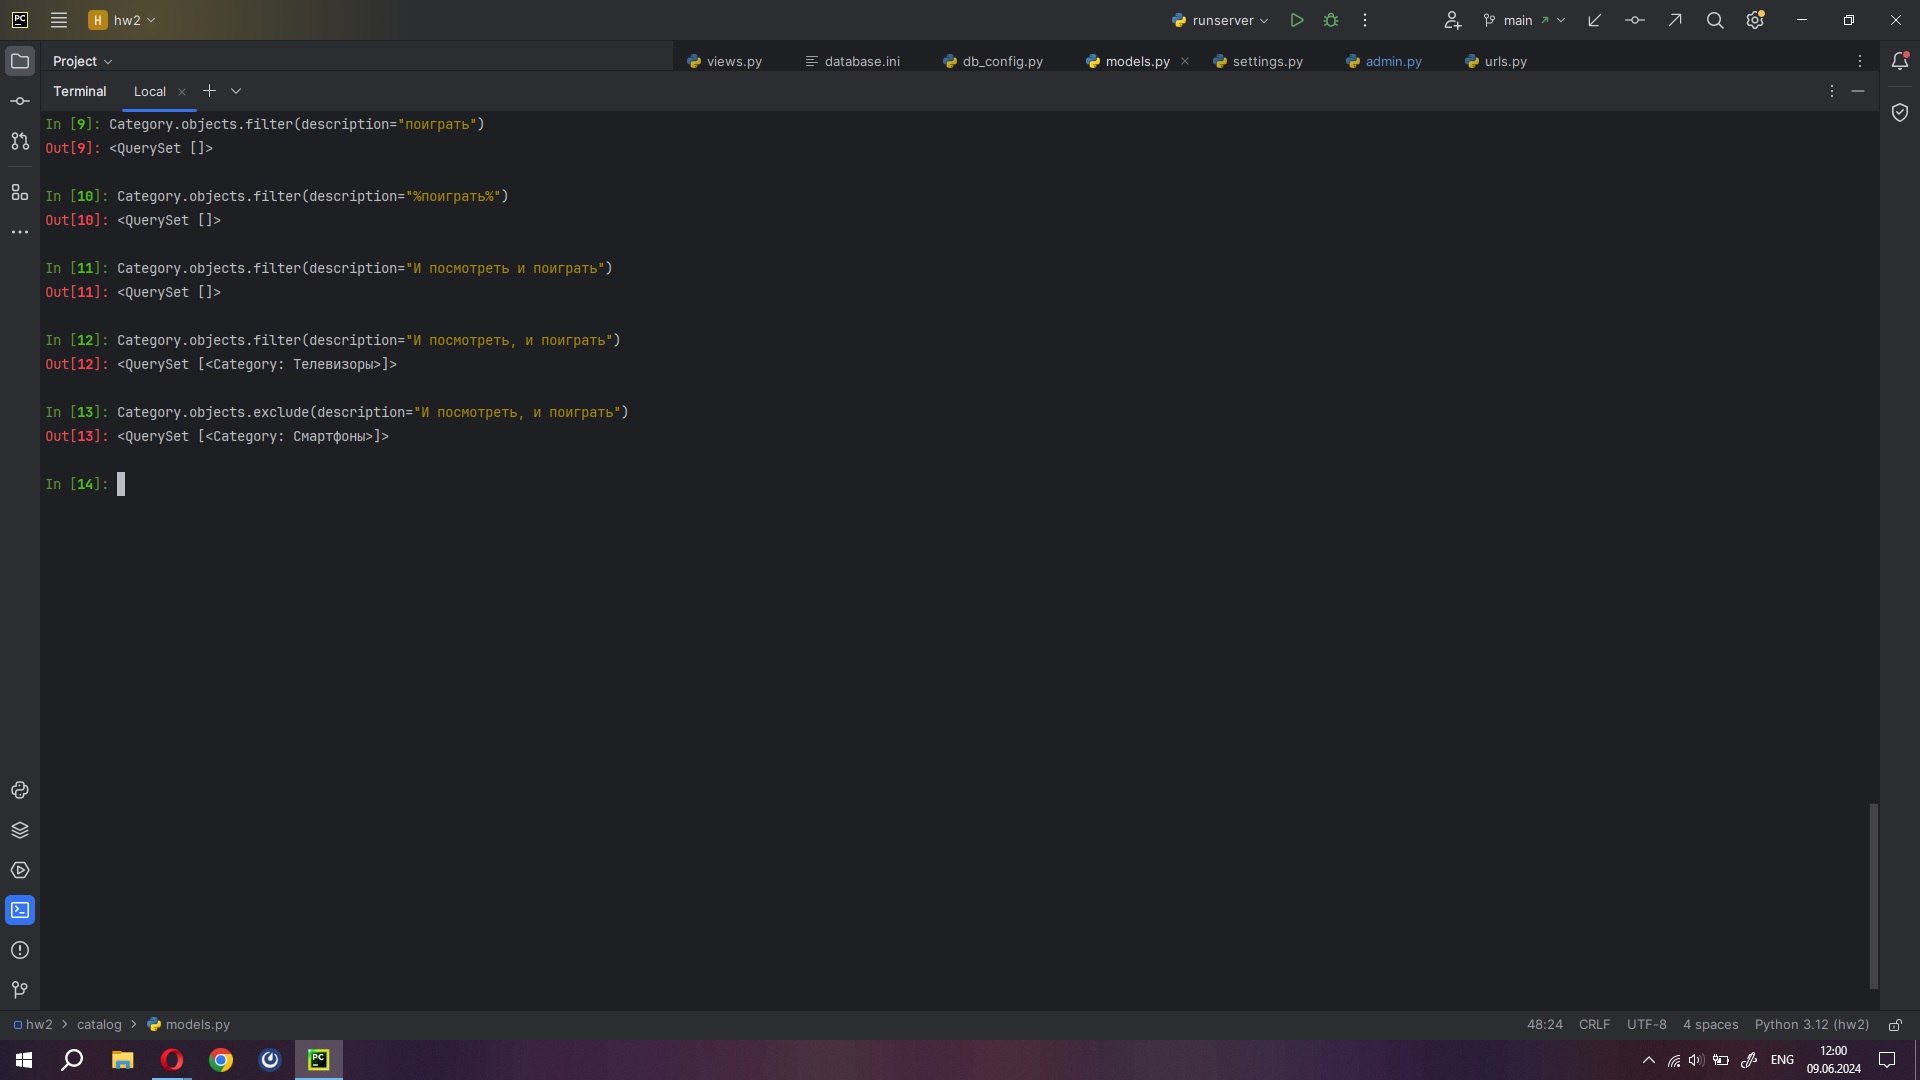 PC H hw2 runserver main
Project views.py database.ini db_config.py models.py settings.py admin.py urls.py
Terminal Local
In [9]: Category.objects.filter(description="поиграть")
Out[9]: <QuerySet []>
In [10]: Category.objects.filter(description="%поиграть%")
Out[10]: <QuerySet []>
In [11]: Category.objects.filter(description="И посмотреть и поиграть")
Out[11]: <QuerySet []>
In [12]: Category.objects.filter(description="И посмотреть, и поиграть")
Out[12]: <QuerySet [<Category: Телевизоры>]>
In [13]: Category.objects.exclude(description="И посмотреть, и поиграть")
Out[13]: <QuerySet [<Category: Смартфоны>]>
In [14]:
hw2 > catalog > models.py 48:24 CRLF UTF-8 4 spaces Python 3.12 (hw2)
PC ENG 12:00
09.06.2024